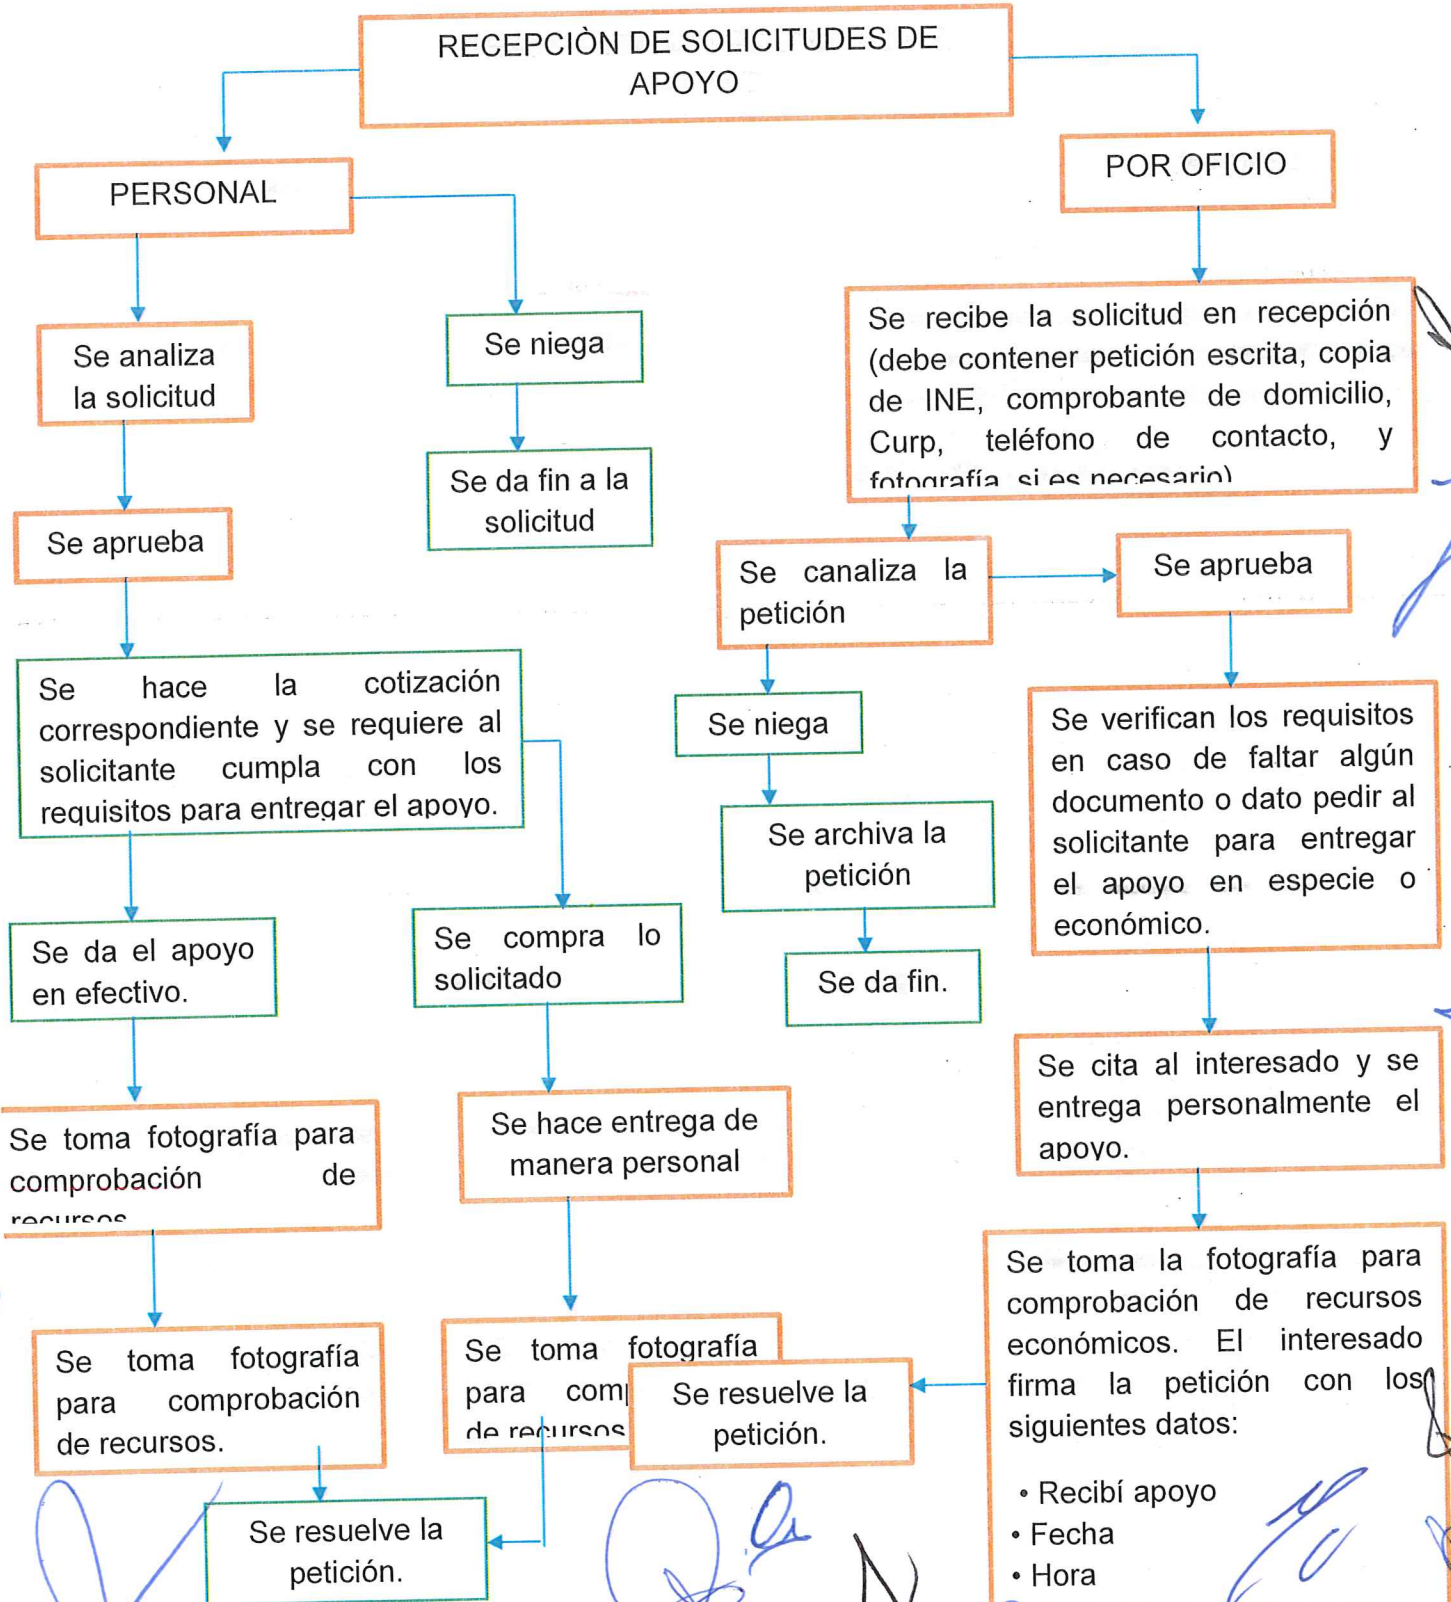 RECEPCIÒN DE SOLICITUDES DE
APOYO
PERSONAL
POR OFICIO
Se analiza
la solicitud
Se niega
Se da fin a la
solicitud
Se aprueba
Se hace la cotización
correspondiente y se requiere al
solicitante cumpla con los
requisitos para entregar el apoyo.
Se da el apoyo
en efectivo.
Se compra lo
solicitado
Se toma fotografía para
comprobación de
recursos
Se hace entrega de
manera personal
Se toma fotografía
para comprobación
de recursos.
Se toma fotografía
para comp
de recursos
Se resuelve la
petición.
Se recibe la solicitud en recepción
(debe contener petición escrita, copia
de INE, comprobante de domicilio,
Curp, teléfono de contacto, y
fotografía si es necesario)
Se canaliza la
petición
Se aprueba
Se niega
Se archiva la
petición
Se da fin.
Se verifican los requisitos
en caso de faltar algún
documento o dato pedir al
solicitante para entregar
el apoyo en especie o
económico.
Se cita al interesado y se
entrega personalmente el
apoyo.
Se toma la fotografía para
comprobación de recursos
económicos. El interesado
firma la petición con los
siguientes datos:
• Recibí apoyo
• Fecha
• Hora
Se resuelve la
petición.